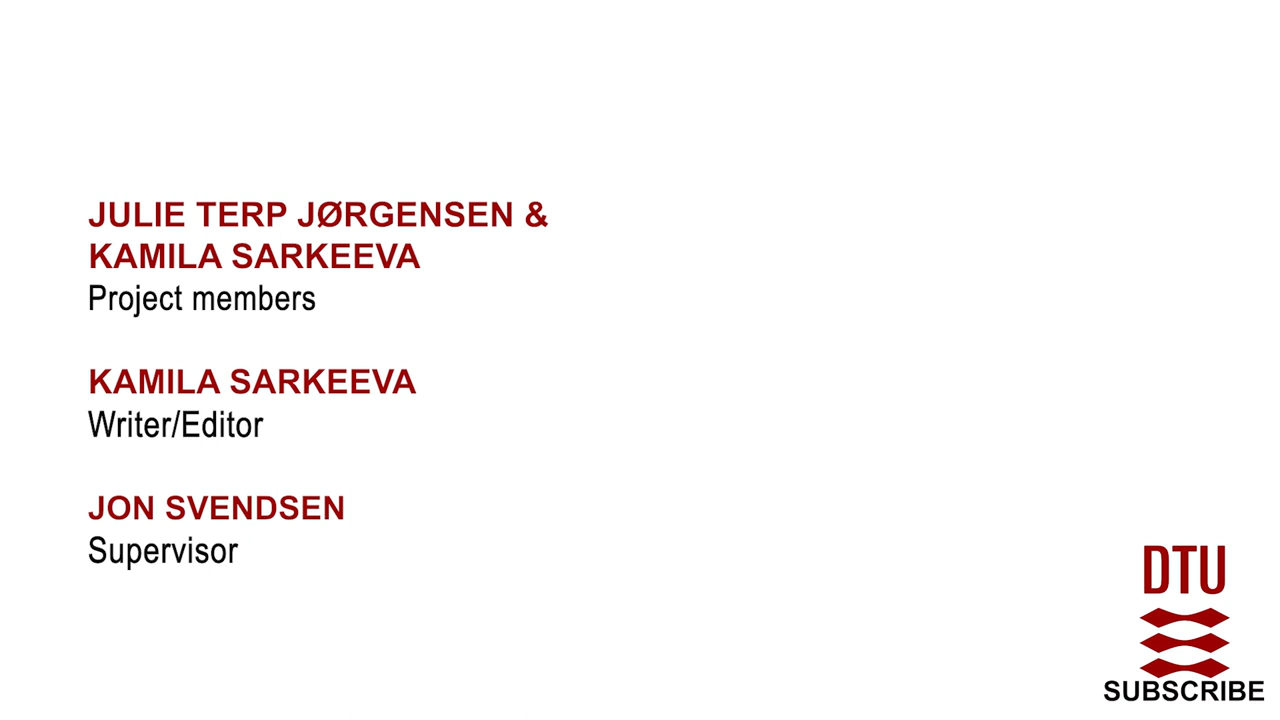 JULIE TERP JØRGENSEN &
KAMILA SARKEEVA
Project members
KAMILA SARKEEVA
Writer/Editor
JON SVENDSEN
Supervisor
DTU
SUBSCRIBE